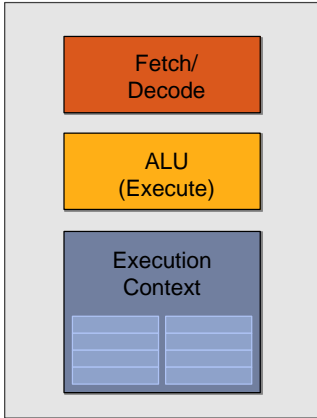 Fetch/
Decode
ALU
(Execute)
Execution
Context